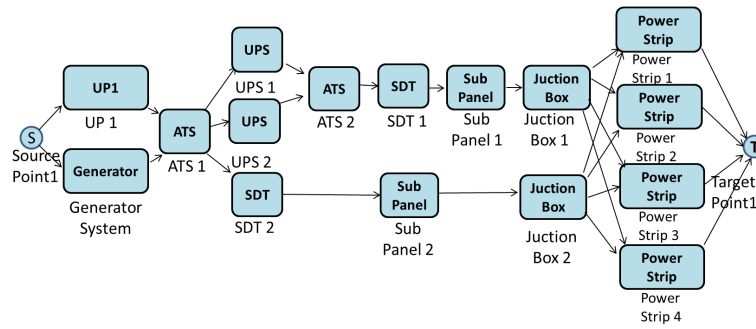 S
Source
Point1
UP1
UP 1
Generator
Generator
System
ATS
ATS 1
UPS
UPS 1
UPS
UPS 2
SDT
SDT 2
ATS
ATS 2
SDT
SDT 1
Sub
Panel
Sub
Panel 1
Sub
Panel
Sub
Panel 2
Juction
Box
Juction
Box 1
Juction
Box
Juction
Box 2
Power
Strip
Power
Strip 1
Power
Strip
Power
Strip 2
Power
Strip
Power
Strip 3
Power
Strip
Power
Strip 4
T
Target
Point1